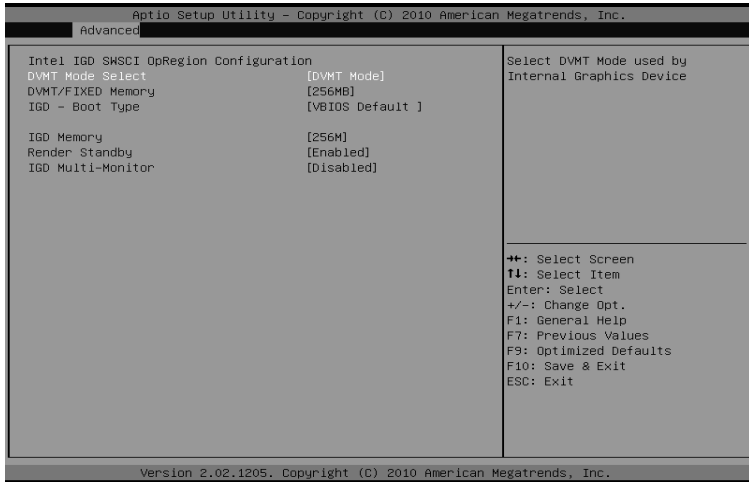 Aptio Setup Utility – Copyright (C) 2010 American Megatrends, Inc.
Advanced
Intel IGD SWSCI OpRegion Configuration
DVMT Mode Select [DVMT Mode]
DVMT/FIXED Memory [256MB]
IGD - Boot Type [VBIOS Default ]
IGD Memory [256M]
Render Standby [Enabled]
IGD Multi-Monitor [Disabled]
Select DVMT Mode used by
Internal Graphics Device
→←: Select Screen
↑↓: Select Item
Enter: Select
+/-: Change Opt.
F1: General Help
F7: Previous Values
F9: Optimized Defaults
F10: Save & Exit
ESC: Exit
Version 2.02.1205. Copyright (C) 2010 American Megatrends, Inc.